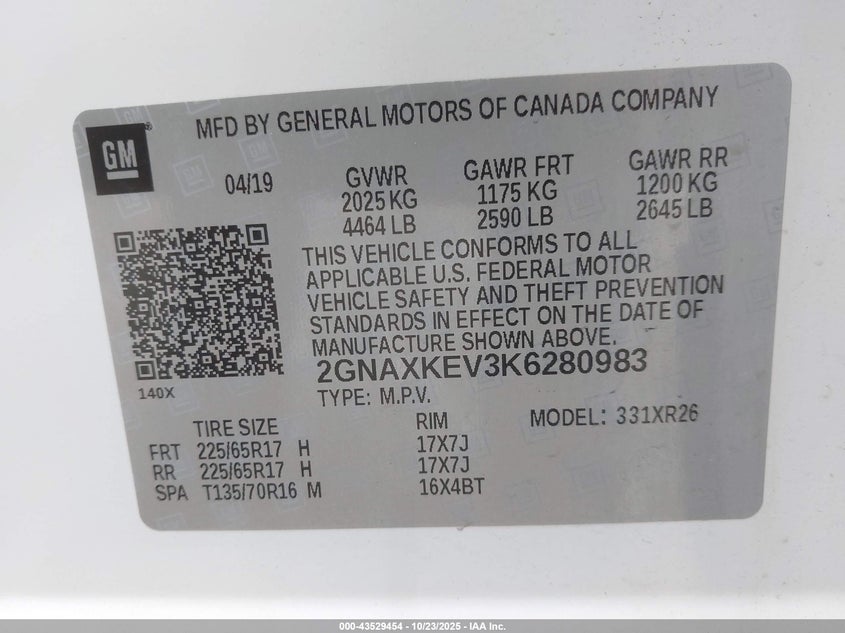 GM
MFD BY GENERAL MOTORS OF CANADA COMPANY
04/19
GVWR
2025 KG
4464 LB
GAWR FRT
1175 KG
2590 LB
GAWR RR
1200 KG
2645 LB
THIS VEHICLE CONFORMS TO ALL
APPLICABLE U.S. FEDERAL MOTOR
VEHICLE SAFETY AND THEFT PREVENTION
STANDARDS IN EFFECT ON THE DATE OF
MANUFACTURE SHOWN ABOVE.
2GNAXKEV3K6280983
TYPE: M.P.V.
140X
TIRE SIZE RIM MODEL: 331XR26
FRT 225/65R17 H 17X7J
RR 225/65R17 H 17X7J
SPA T135/70R16 M 16X4BT
000-43529454 - 10/23/2025 - IAA Inc.